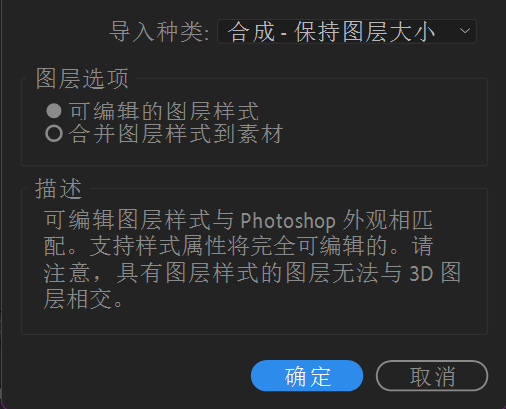 导入种类: 合成 - 保持图层大小
图层选项
可编辑的图层样式
合并图层样式到素材
描述
可编辑图层样式与 Photoshop 外观相匹
配。支持样式属性将完全可编辑的。请
注意，具有图层样式的图层无法与 3D 图
层相交。
确定 取消